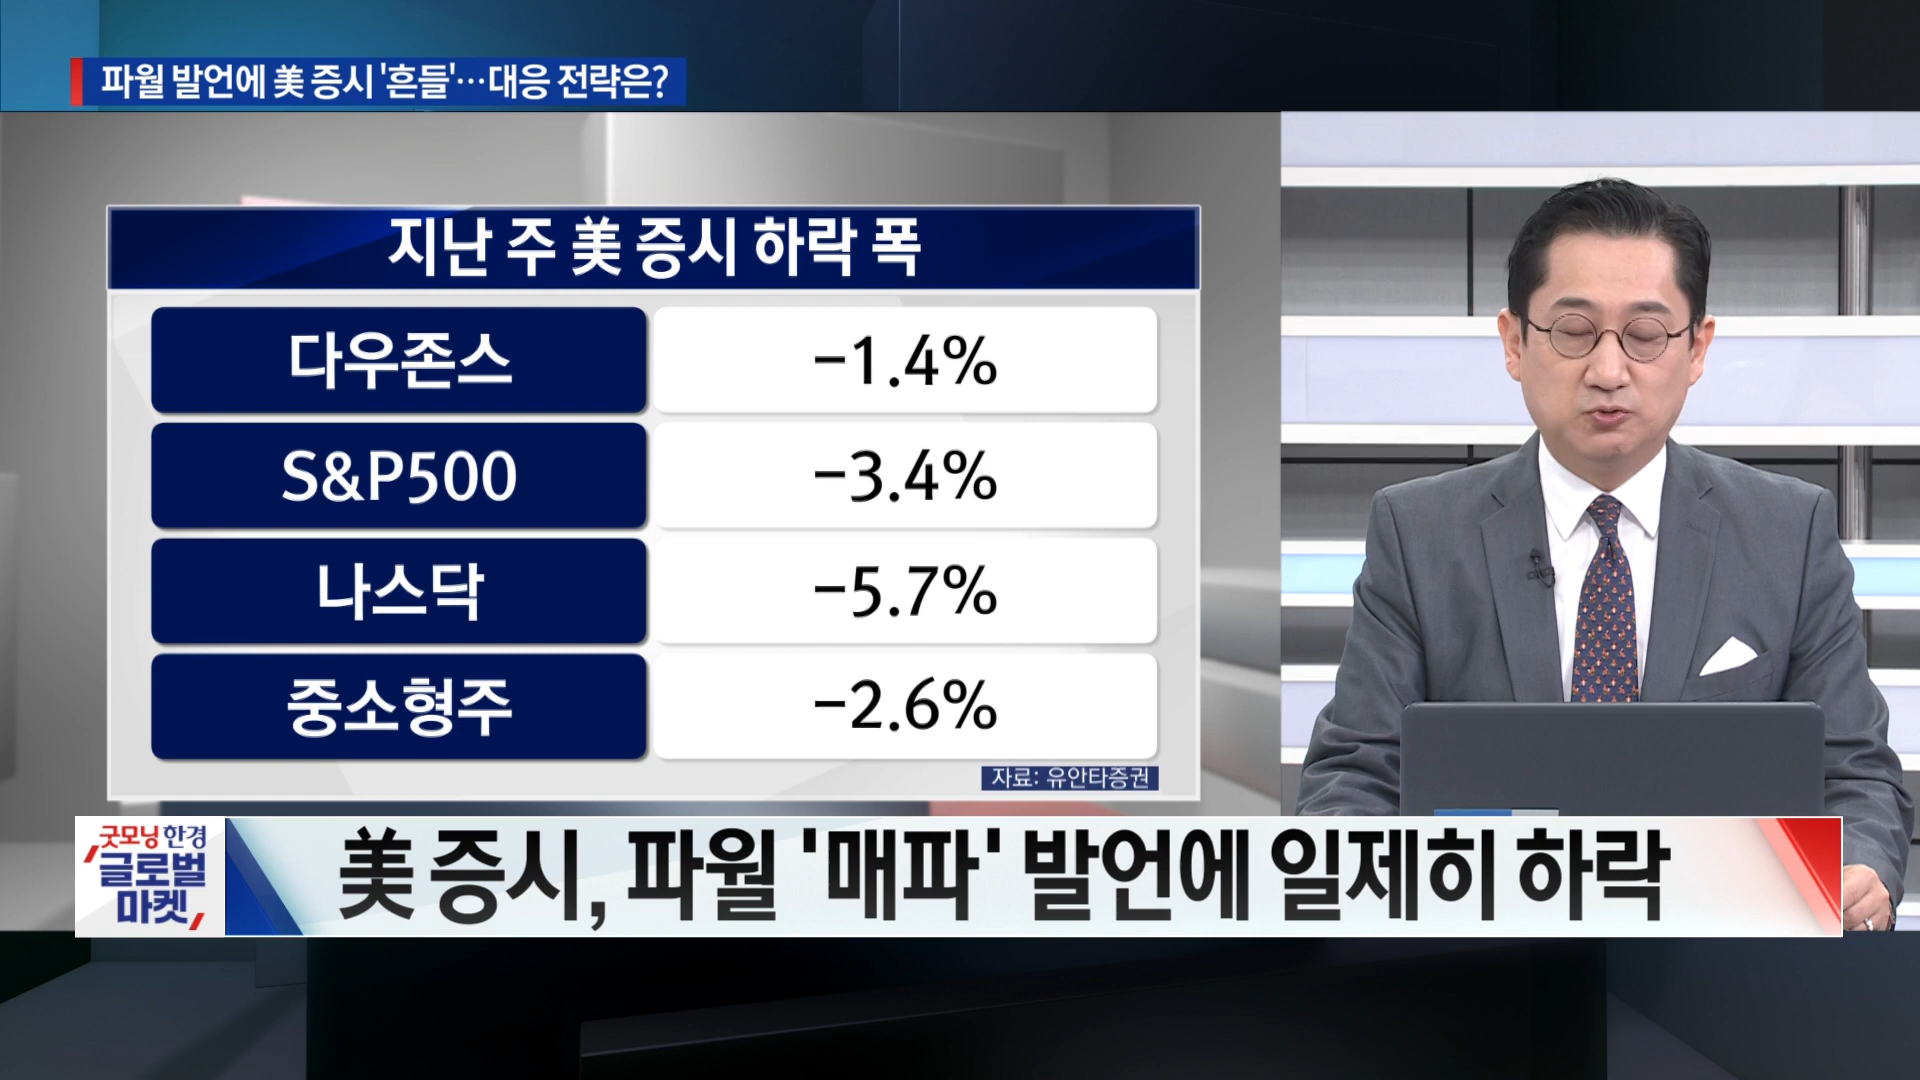 파월 발언에 美 증시 '흔들'…대응 전략은?
지난 주 美 증시 하락 폭
다우존스 -1.4%
S&P500 -3.4%
나스닥 -5.7%
중소형주 -2.6%
자료: 유안타증권
굿모닝 한경
글로벌
마켓
美 증시, 파월 '매파' 발언에 일제히 하락